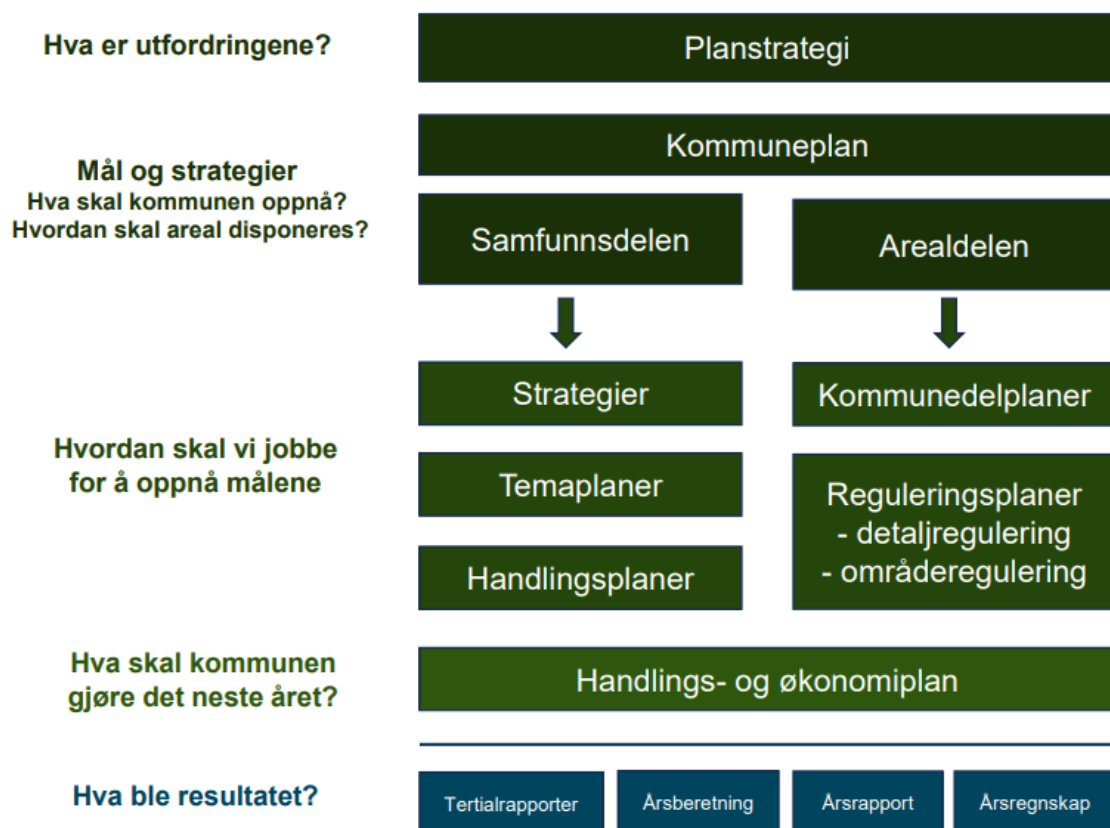 Hva er utfordringene?
Planstrategi
Kommuneplan
Mål og strategier
Hva skal kommunen oppnå?
Hvordan skal areal disponeres?
Samfunnsdelen
Arealdelen
Strategier
Kommunedelplaner
Hvordan skal vi jobbe
for å oppnå målene
Temaplaner
Reguleringsplaner
- detaljregulering
- områderegulering
Handlingsplaner
Hva skal kommunen
gjøre det neste året?
Handlings- og økonomiplan
Hva ble resultatet?
Tertialrapporter
Årsberetning
Årsrapport
Årsregnskap